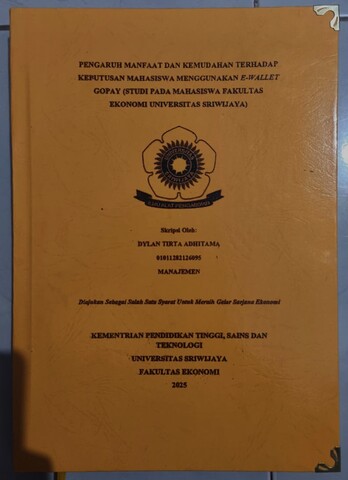 PENGARUH MANFAAT DAN KEMUDAHAN TERHADAP
KEPUTUSAN MAHASISWA MENGGUNAKAN E-WALLET
GOPAY (STUDI PADA MAHASISWA FAKULTAS
EKONOMI UNIVERSITAS SRIWIJAYA)
Skripsi Oleh:
DYLAN TIRTA ADHITAMA
01011282126095
MANAJEMEN
Diajukan Sebagai Salah Satu Syarat Untuk Meraih Gelar Sarjana Ekonomi
KEMENTRIAN PENDIDIKAN TINGGI, SAINS DAN
TEKNOLOGI
UNIVERSITAS SRIWIJAYA
FAKULTAS EKONOMI
2025